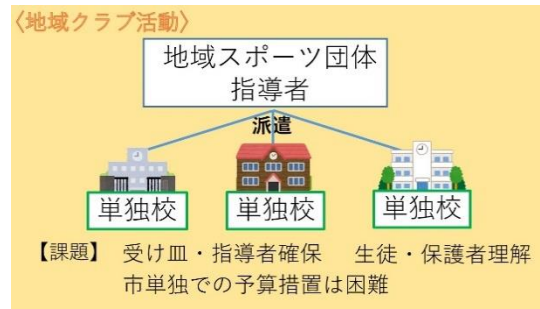 〈地域クラブ活動〉
地域スポーツ団体
指導者
派遣
単独校 単独校 単独校
【課題】 受け皿・指導者確保 生徒・保護者理解
市単独での予算措置は困難